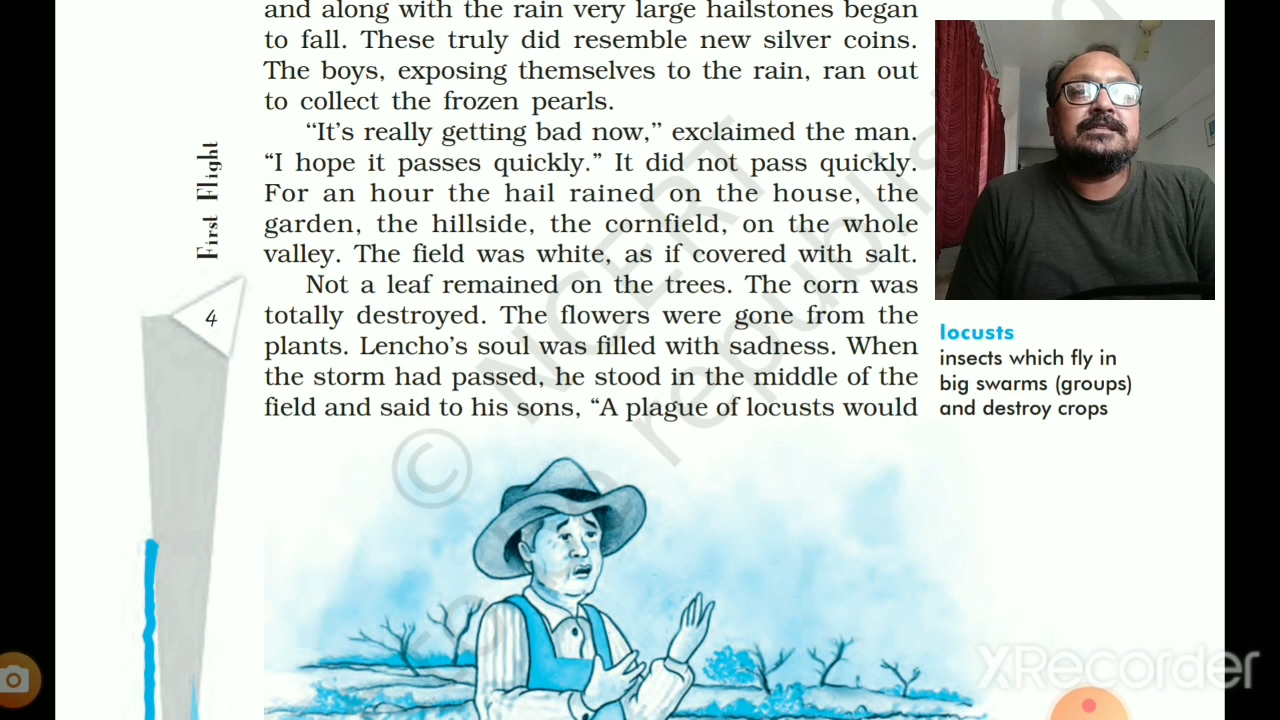 and along with the rain very large hailstones began
to fall. These truly did resemble new silver coins.
The boys, exposing themselves to the rain, ran out
to collect the frozen pearls.
“It's really getting bad now,” exclaimed the man.
“I hope it passes quickly.” It did not pass quickly.
For an hour the hail rained on the house, the
garden, the hillside, the cornfield, on the whole
valley. The field was white, as if covered with salt.
Not a leaf remained on the trees. The corn was
totally destroyed. The flowers were gone from the
plants. Lencho's soul was filled with sadness. When
the storm had passed, he stood in the middle of the
field and said to his sons, “A plague of locusts would
First Flight
4
locusts
insects which fly in
big swarms (groups)
and destroy crops
© NCERT
republis
XRecorder